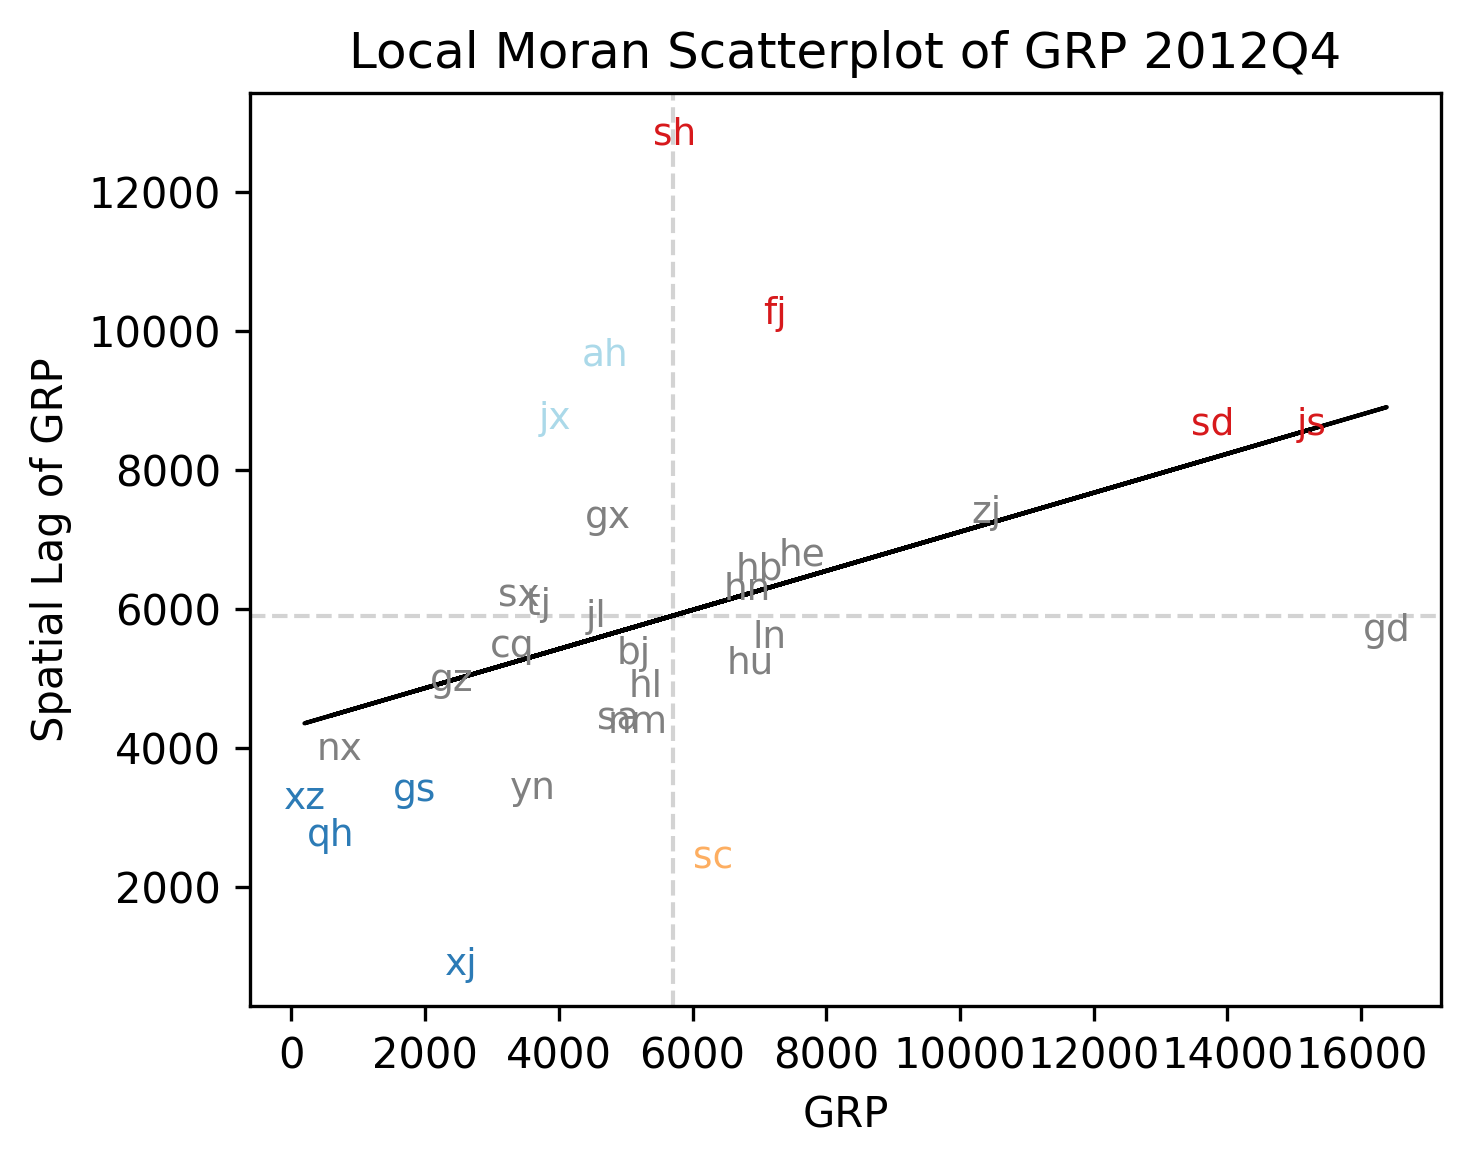 Local Moran Scatterplot of GRP 2012Q4
sh
12000
fj
10000
ah
jx
sd
js
8000
gx
zj
he
hb
hn
sx
tj
jl
6000
ln
gd
cq
bj
hu
gz
hl
sa
nm
4000
nx
yn
gs
xz
qh
sc
2000
xj
Spatial Lag of GRP
0 2000 4000 6000 8000 10000 12000 14000 16000
GRP